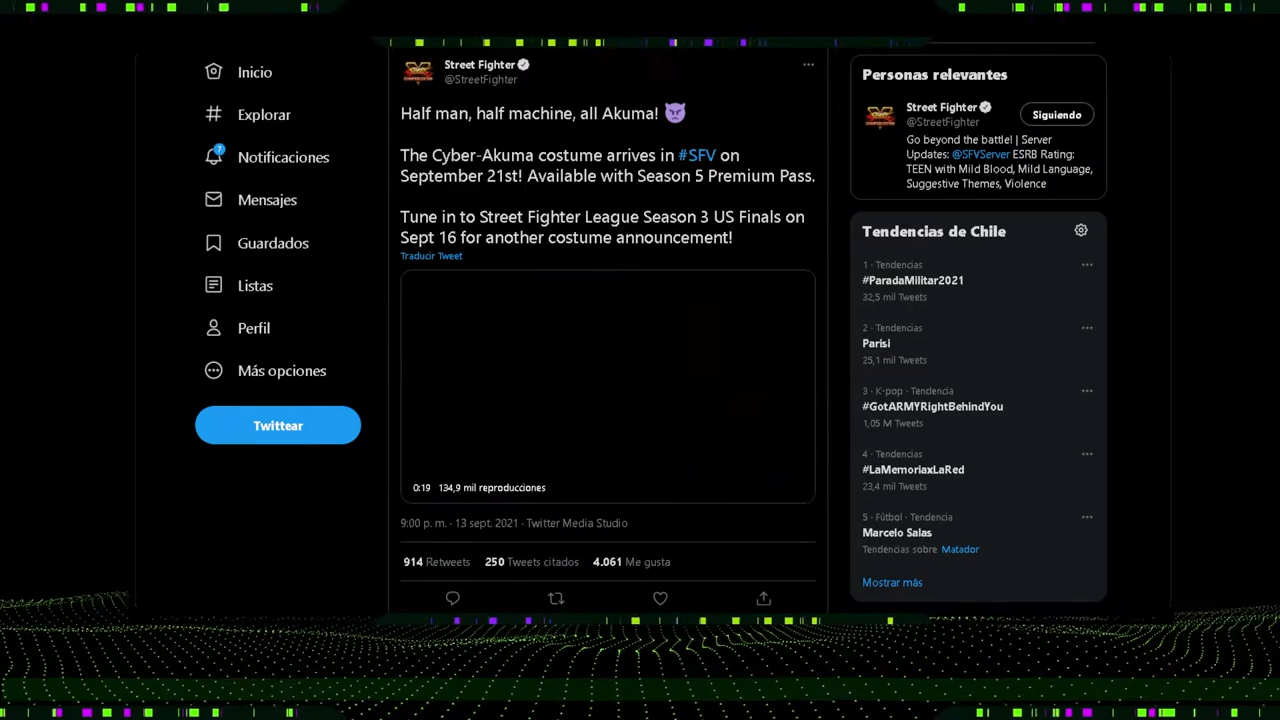 Inicio
Explorar
7
Notificaciones
Mensajes
Guardados
Listas
Perfil
Más opciones
Twittear
Street Fighter
@StreetFighter
Half man, half machine, all Akuma! 👿
The Cyber-Akuma costume arrives in #SFV on
September 21st! Available with Season 5 Premium Pass.
Tune in to Street Fighter League Season 3 US Finals on
Sept 16 for another costume announcement!
Traducir Tweet
0:19 134,9 mil reproducciones
9:00 p. m. · 13 sept. 2021 · Twitter Media Studio
914 Retweets 250 Tweets citados 4.061 Me gusta
Personas relevantes
Street Fighter
@StreetFighter
Siguiendo
Go beyond the battle! | Server
Updates: @SFVServer ESRB Rating:
TEEN with Mild Blood, Mild Language,
Suggestive Themes, Violence
Tendencias de Chile
1 · Tendencias
#ParadaMilitar2021
32,5 mil Tweets
2 · Tendencias
Parisi
25,1 mil Tweets
3 · K-pop · Tendencia
#GotARMYRightBehindYou
1,05 M Tweets
4 · Tendencias
#LaMemoriaxLaRed
23,4 mil Tweets
5 · Fútbol · Tendencia
Marcelo Salas
Tendencias sobre Matador
Mostrar más